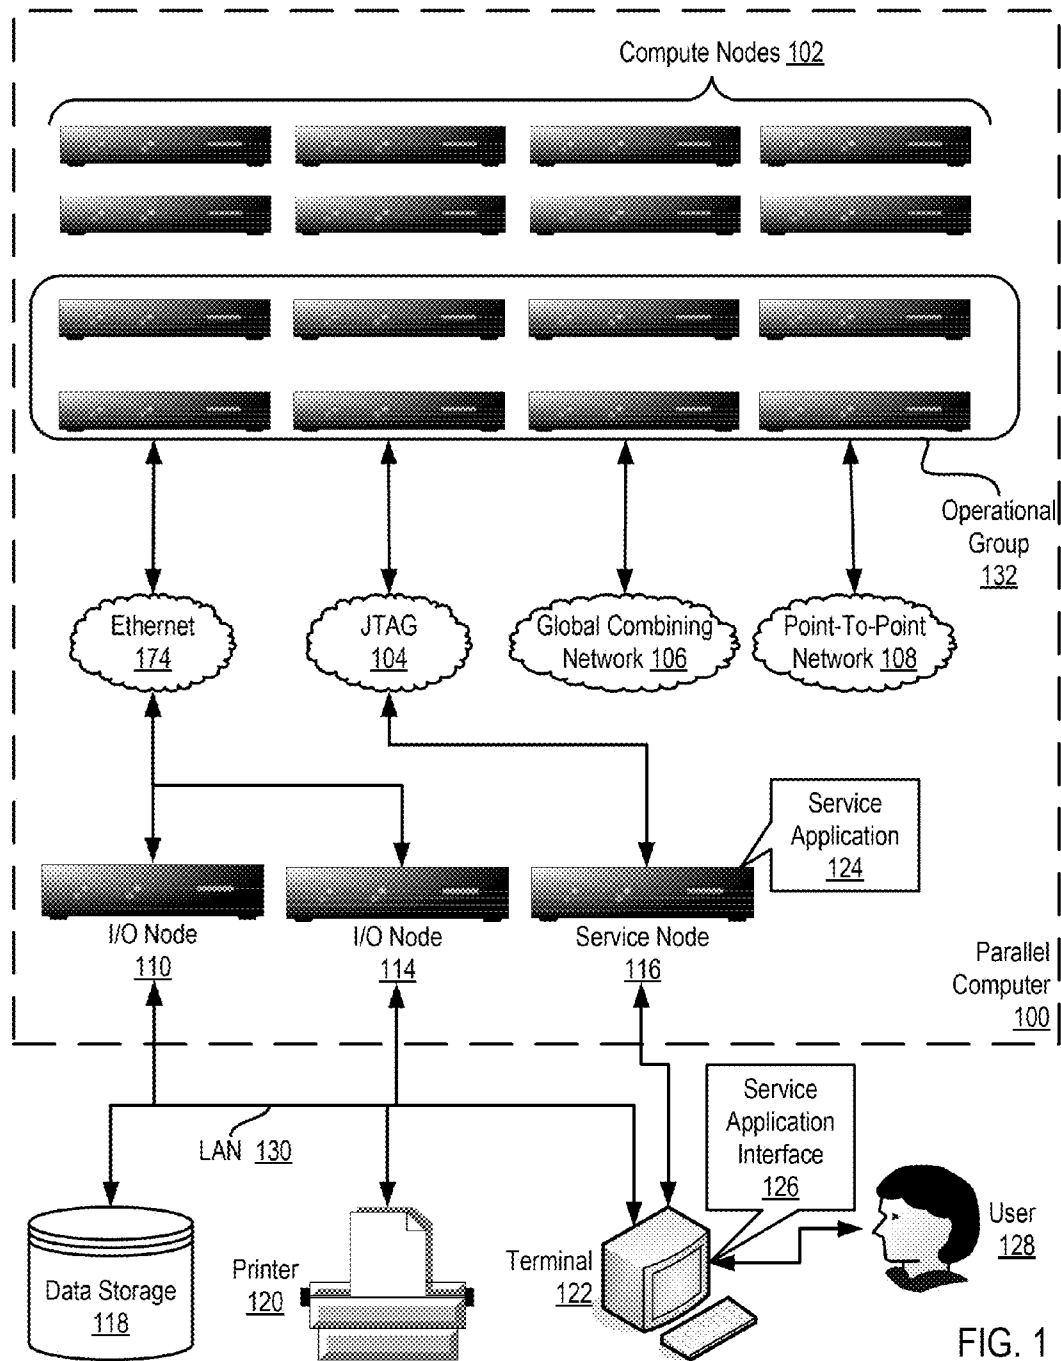 Compute Nodes 102
Operational
Group
132
Ethernet
174
JTAG
104
Global Combining
Network 106
Point-To-Point
Network 108
Service
Application
124
I/O Node
110
I/O Node
114
Service Node
116
Parallel
Computer
100
Service
Application
Interface
126
LAN 130
Data Storage
118
Printer
120
Terminal
122
User
128
FIG. 1